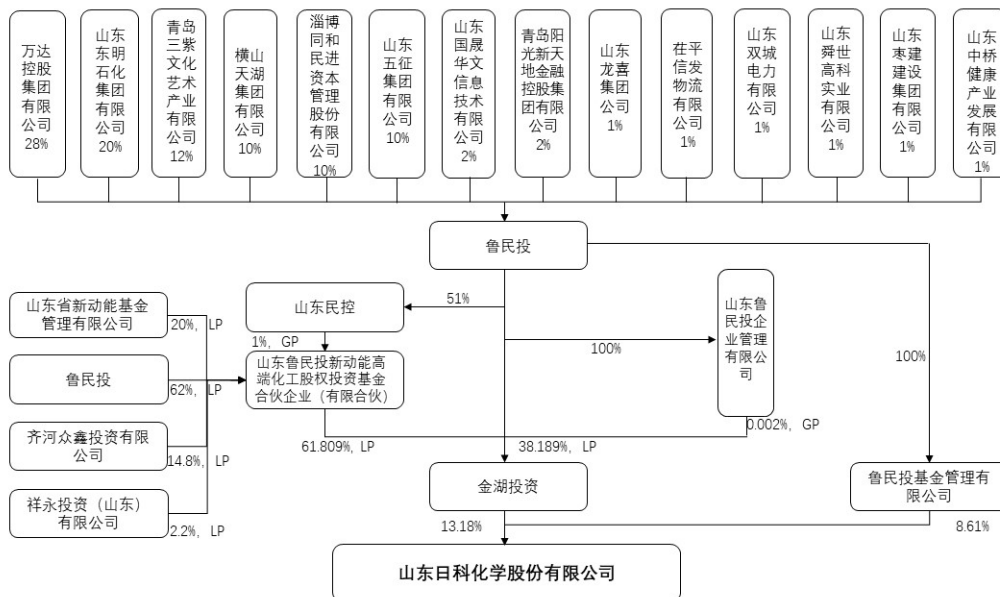 万达
控股
集团
有限
公司
28%
山东
东明
石化
集团
有限
公司
20%
青岛
三紫
文化
艺术
产业
有限
公司
12%
横山
天湖
集团
有限
公司
10%
淄博
同和
民进
资本
管理
股份
有限
公司
10%
山东
五征
集团
有限
公司
10%
山东
国晟
华文
信息
技术
有限
公司
2%
青岛阳
光新天
地金融
控股集
团有限
公司
2%
山东
龙喜
集团
公司
1%
茌平
信发
物流
有限
公司
1%
山东
双城
电力
有限
公司
1%
山东
舜世
高科
实业
有限
公司
1%
山东
枣建
建设
集团
有限
公司
1%
山东
中桥
健康
产业
发展
有限
公司
1%
鲁民投
山东省新动能基金
管理有限公司
20%，LP
鲁民投
62%，LP
齐河众鑫投资有限
公司
14.8%，LP
祥永投资（山东）
有限公司
2.2%，LP
山东民控
51%
1%，GP
山东鲁民投新动能高
端化工股权投资基金
合伙企业（有限合伙）
100%
山东鲁
民投企
业管理
有限公
司
100%
0.002%，GP
61.809%，LP
38.189%，LP
金湖投资
鲁民投基金管理有
限公司
13.18%
8.61%
山东日科化学股份有限公司